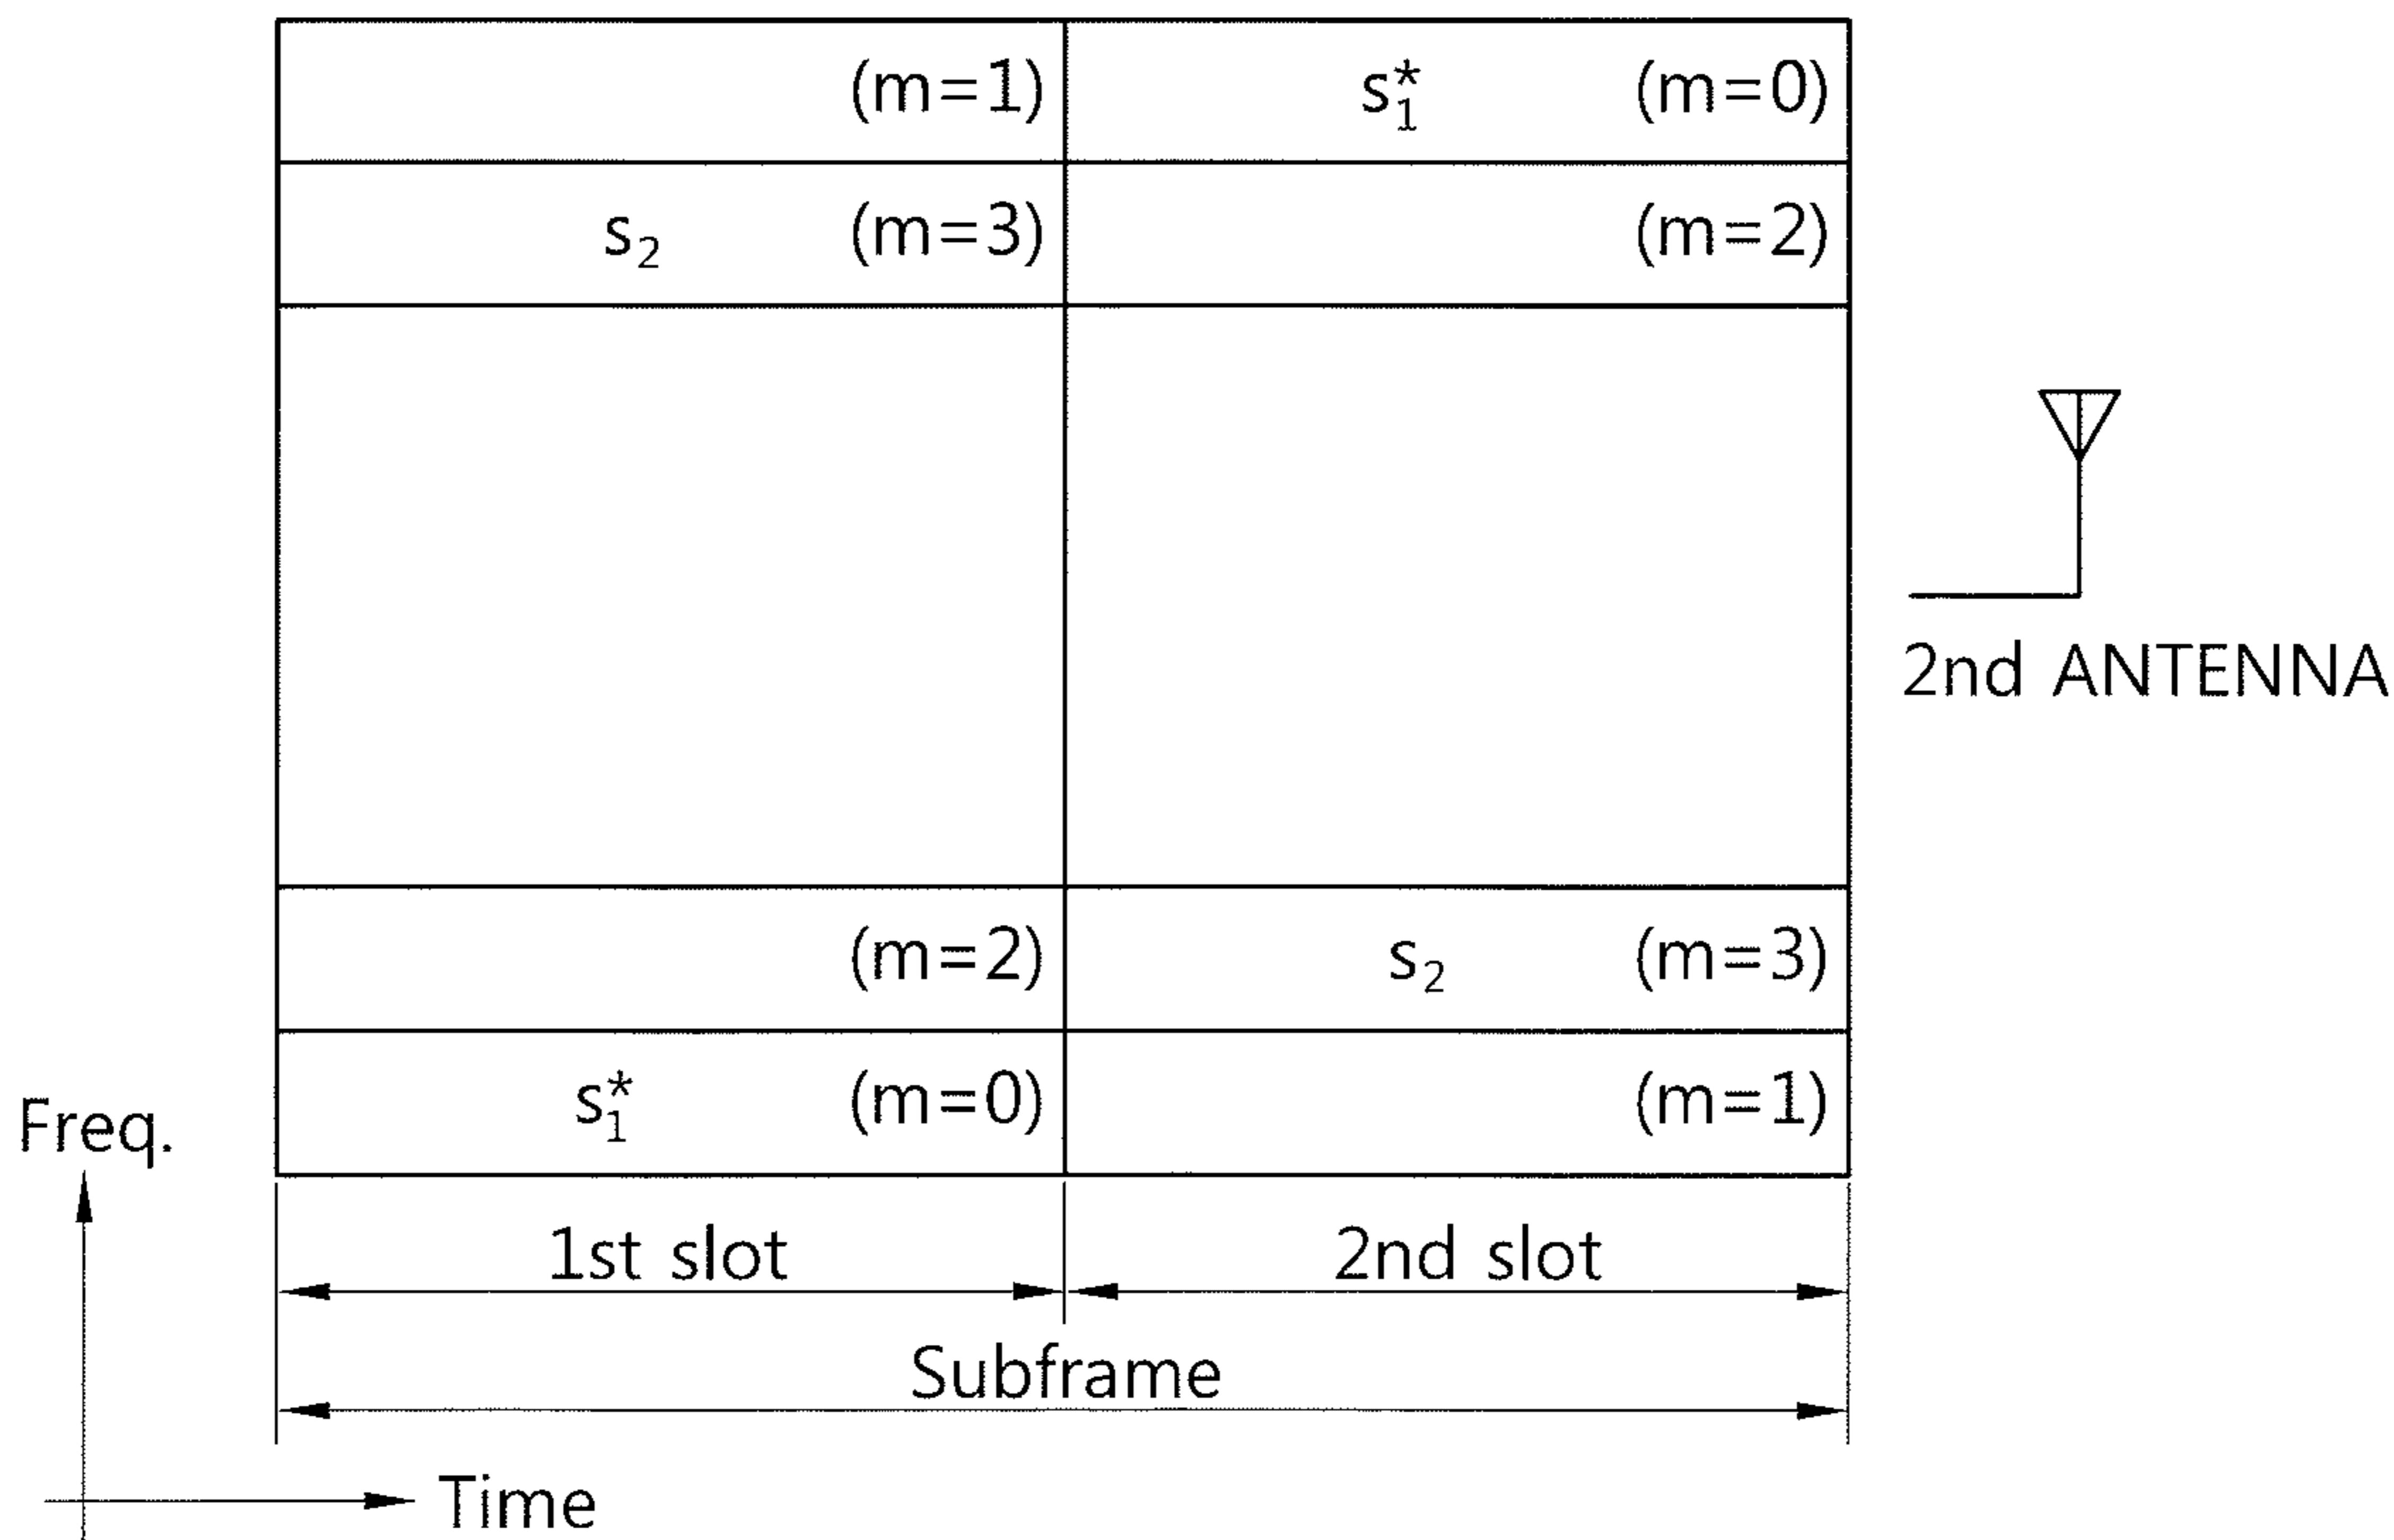 (m=1) s₁* (m=0)
s₂ (m=3) (m=2)
2nd ANTENNA
(m=2) s₂ (m=3)
s₁* (m=0) (m=1)
Freq.
1st slot 2nd slot
Subframe
Time